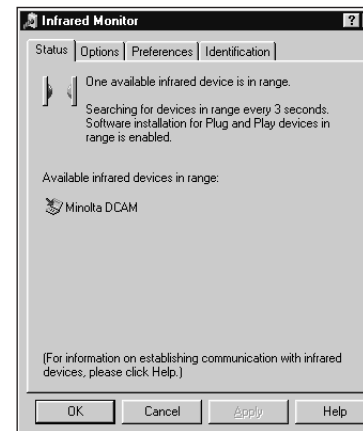 Infrared Monitor ?
Status Options Preferences Identification
One available infrared device is in range.
Searching for devices in range every 3 seconds.
Software installation for Plug and Play devices in
range is enabled.
Available infrared devices in range:
Minolta DCAM
(For information on establishing communication with infrared
devices, please click Help.)
OK Cancel Apply Help